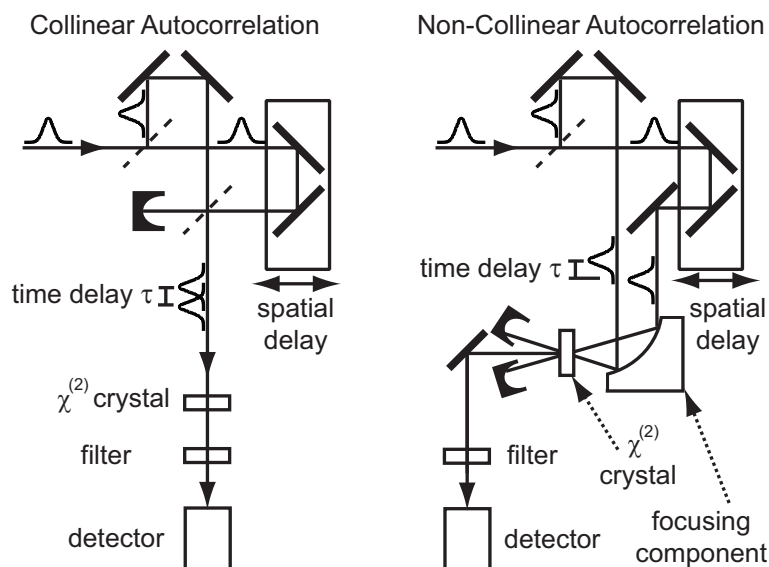 Collinear Autocorrelation
time delay τ
spatial
delay
χ(2) crystal
filter
detector
Non-Collinear Autocorrelation
time delay τ
spatial
delay
χ(2)
crystal
filter
focusing
component
detector